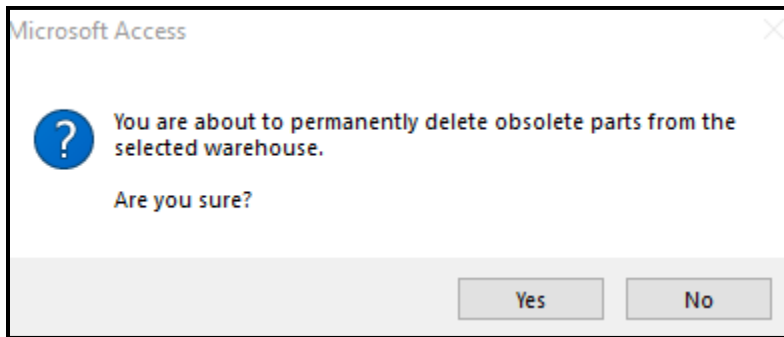 Microsoft Access
You are about to permanently delete obsolete parts from the
selected warehouse.
Are you sure?
Yes
No